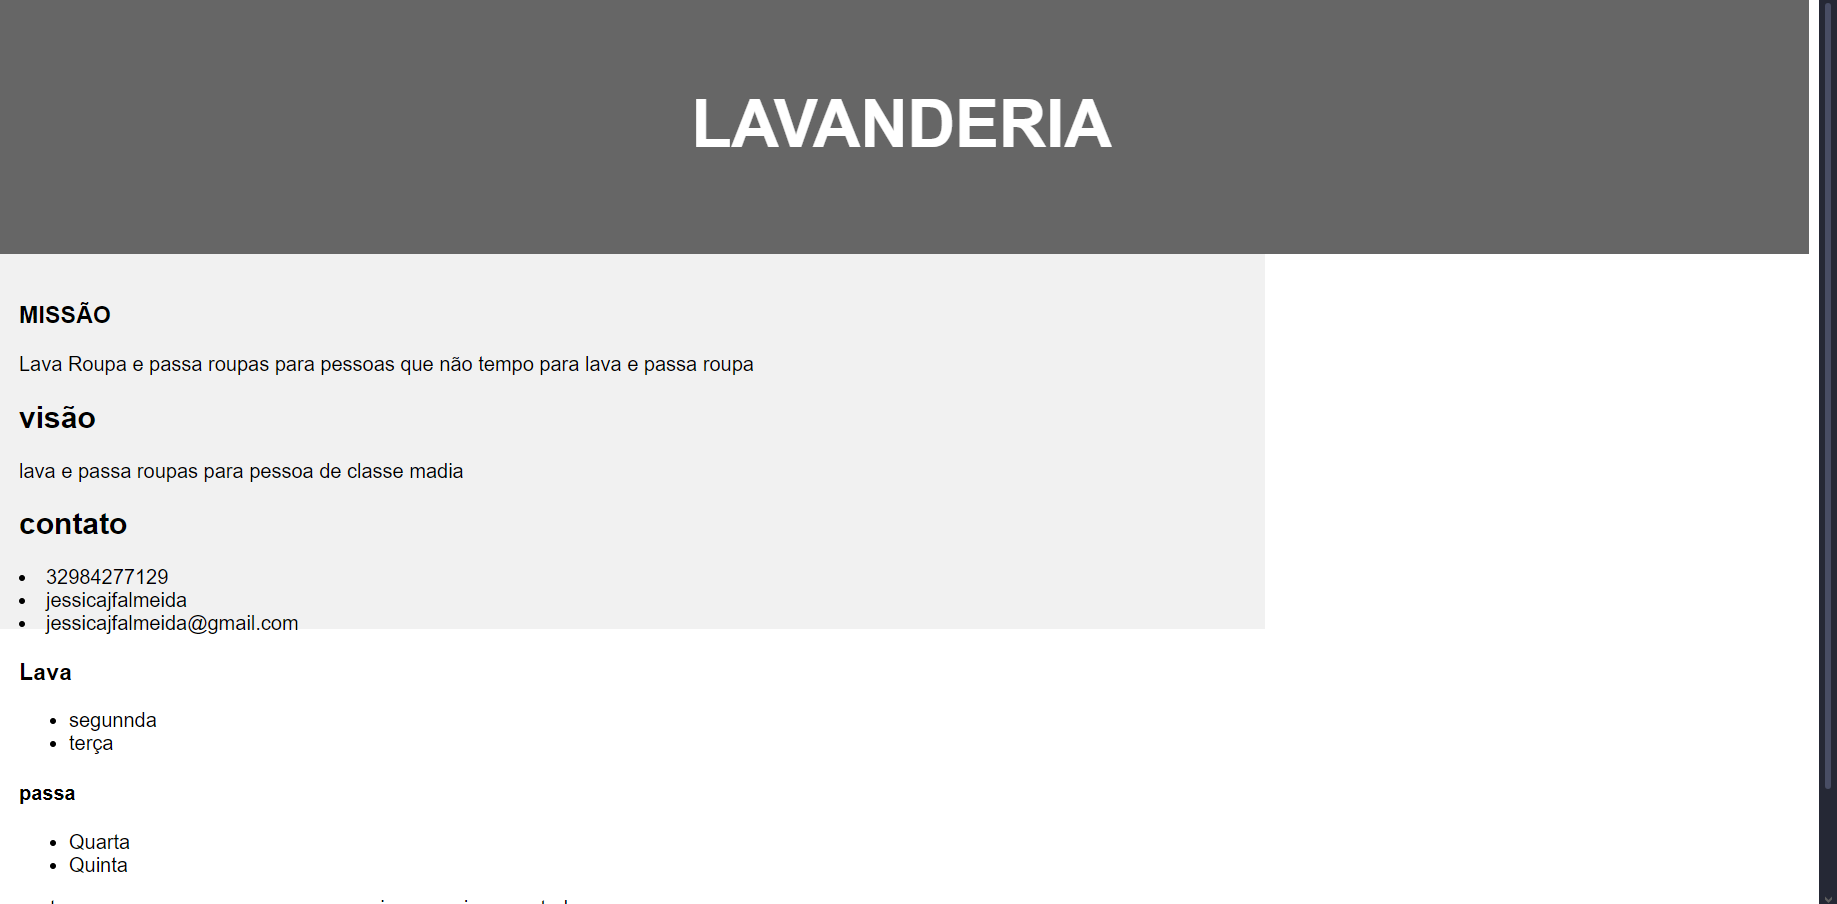 LAVANDERIA
MISSÃO
Lava Roupa e passa roupas para pessoas que não tempo para lava e passa roupa
visão
lava e passa roupas para pessoa de classe madia
contato
32984277129
jessicajfalmeida
jessicajfalmeida@gmail.com
Lava
segunnda
terça
passa
Quarta
Quinta